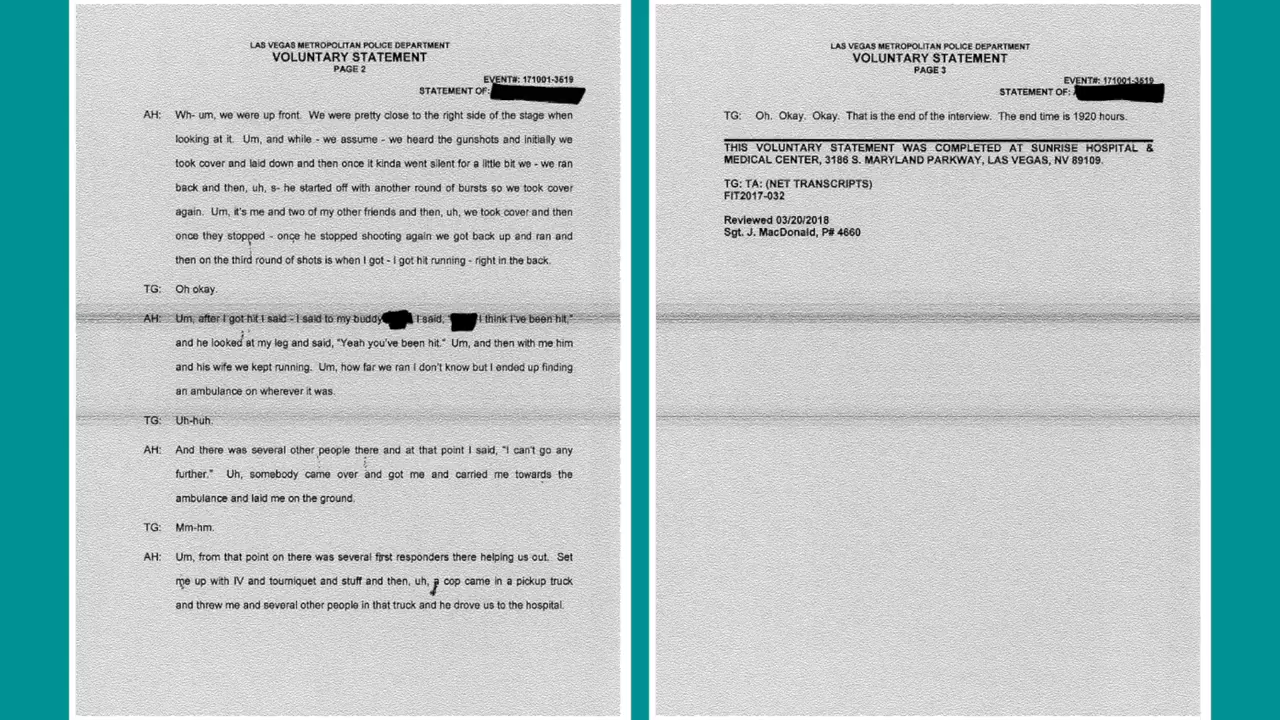 LAS VEGAS METROPOLITAN POLICE DEPARTMENT
VOLUNTARY STATEMENT
PAGE 2
EVENT#: 171001-3519
STATEMENT OF:
AH: Wh- um, we were up front. We were pretty close to the right side of the stage when
looking at it. Um, and while - we assume - we heard the gunshots and initially we
took cover and laid down and then once it kinda went silent for a little bit we - we ran
back and then, uh, s- he started off with another round of bursts so we took cover
again. Um, it's me and two of my other friends and then, uh, we took cover and then
once they stopped - once he stopped shooting again we got back up and ran and
then on the third round of shots is when I got - I got hit running - right in the back.
TG: Oh okay.
AH: Um, after I got hit I said - I said to my buddy I said, " I think I've been hit,"
and he looked at my leg and said, "Yeah you've been hit." Um, and then with me him
and his wife we kept running. Um, how far we ran I don't know but I ended up finding
an ambulance on wherever it was.
TG: Uh-huh.
AH: And there was several other people there and at that point I said, "I can't go any
further." Uh, somebody came over and got me and carried me towards the
ambulance and laid me on the ground.
TG: Mm-hm.
AH: Um, from that point on there was several first responders there helping us out. Set
me up with IV and tourniquet and stuff and then, uh, a cop came in a pickup truck
and threw me and several other people in that truck and he drove us to the hospital.
LAS VEGAS METROPOLITAN POLICE DEPARTMENT
VOLUNTARY STATEMENT
PAGE 3
EVENT#: 171001-3519
STATEMENT OF:
TG: Oh. Okay. Okay. That is the end of the interview. The end time is 1920 hours.
THIS VOLUNTARY STATEMENT WAS COMPLETED AT SUNRISE HOSPITAL &
MEDICAL CENTER, 3186 S. MARYLAND PARKWAY, LAS VEGAS, NV 89109.
TG: TA: (NET TRANSCRIPTS)
FIT2017-032
Reviewed 03/20/2018
Sgt. J. MacDonald, P# 4660